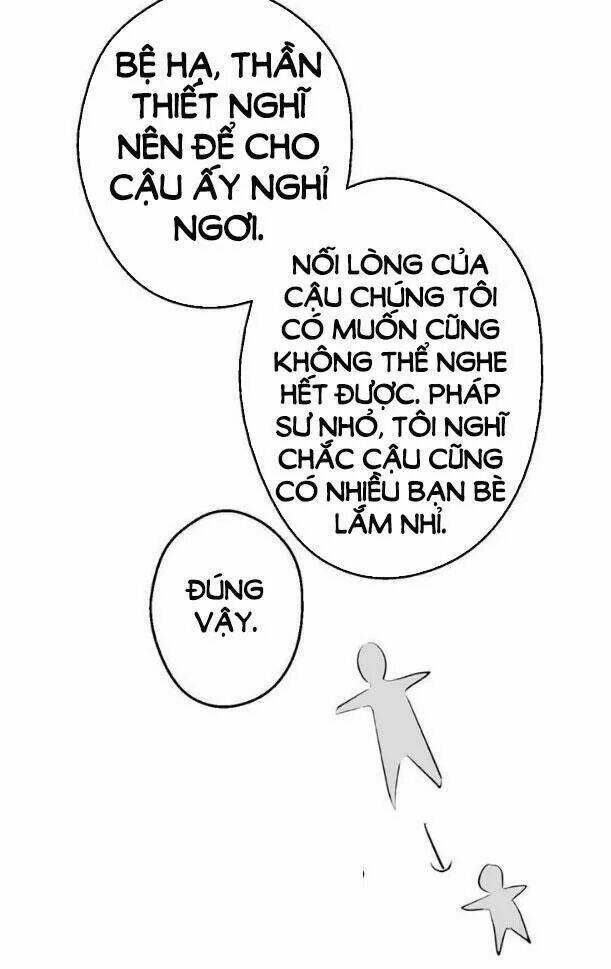 BỆ HẠ, THẦN
THIẾT NGHĨ
NÊN ĐỂ CHO
CẬU ẤY NGHỈ
NGƠI.
NỖI LÒNG CỦA
CẬU CHÚNG TÔI
CÓ MUỐN CŨNG
KHÔNG THỂ NGHE
HẾT ĐƯỢC. PHÁP
SƯ NHỎ, TÔI NGHĨ
CHẮC CẬU CŨNG
CÓ NHIỀU BẠN BÈ
LẮM NHỈ.
ĐÚNG
VẬY.